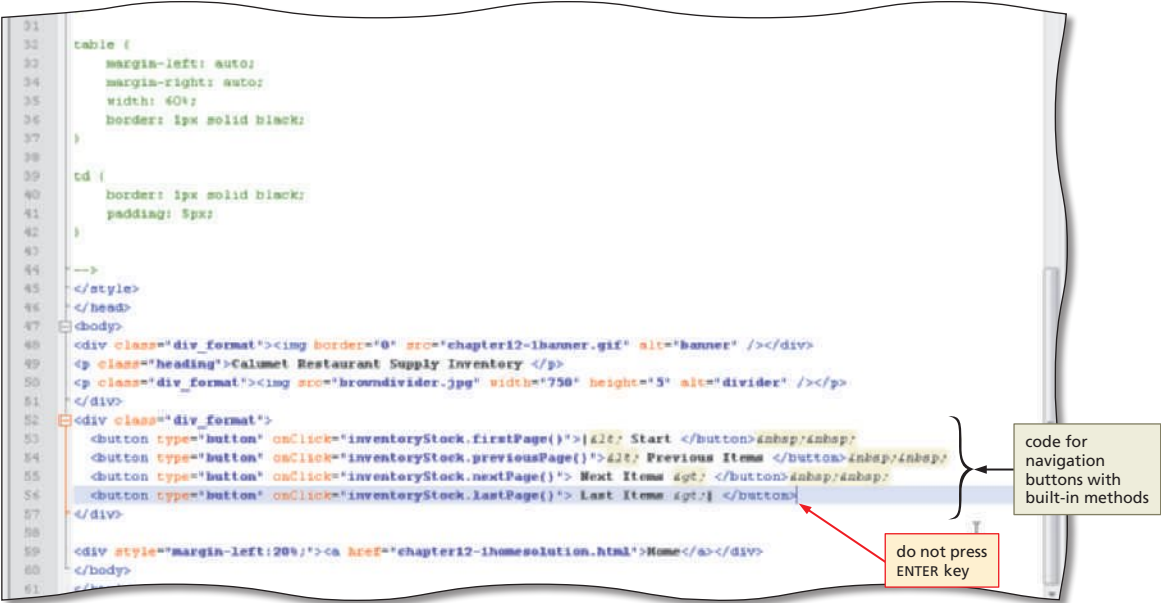 31
32 table {
33 margin-left: auto;
34 margin-right: auto;
35 width: 60%;
36 border: 1px solid black;
37 }
38
39 td {
40 border: 1px solid black;
41 padding: 5px;
42 }
43
44 -->
45 </style>
46 </head>
47 <body>
48 <div class="div_format"><img border="0" src="chapter12-1banner.gif" alt="banner" /></div>
49 <p class="heading">Calumet Restaurant Supply Inventory </p>
50 <p class="div_format"><img src="browndivider.jpg" width="750" height="5" alt="divider" /></p>
51 </div>
52 <div class="div_format">
53 <button type="button" onClick="inventoryStock.firstPage()">|&lt; Start </button>&nbsp;&nbsp;
54 <button type="button" onClick="inventoryStock.previousPage()">&lt; Previous Items </button>&nbsp;&nbsp;
55 <button type="button" onClick="inventoryStock.nextPage()"> Next Items &gt; </button>&nbsp;&nbsp;
56 <button type="button" onClick="inventoryStock.lastPage()"> Last Items &gt;| </button>
57 </div>
58
59 <div style="margin-left:20%;"><a href="chapter12-1homesolution.html">Home</a></div>
60 </body>
61
code for
navigation
buttons with
built-in methods
do not press
ENTER key